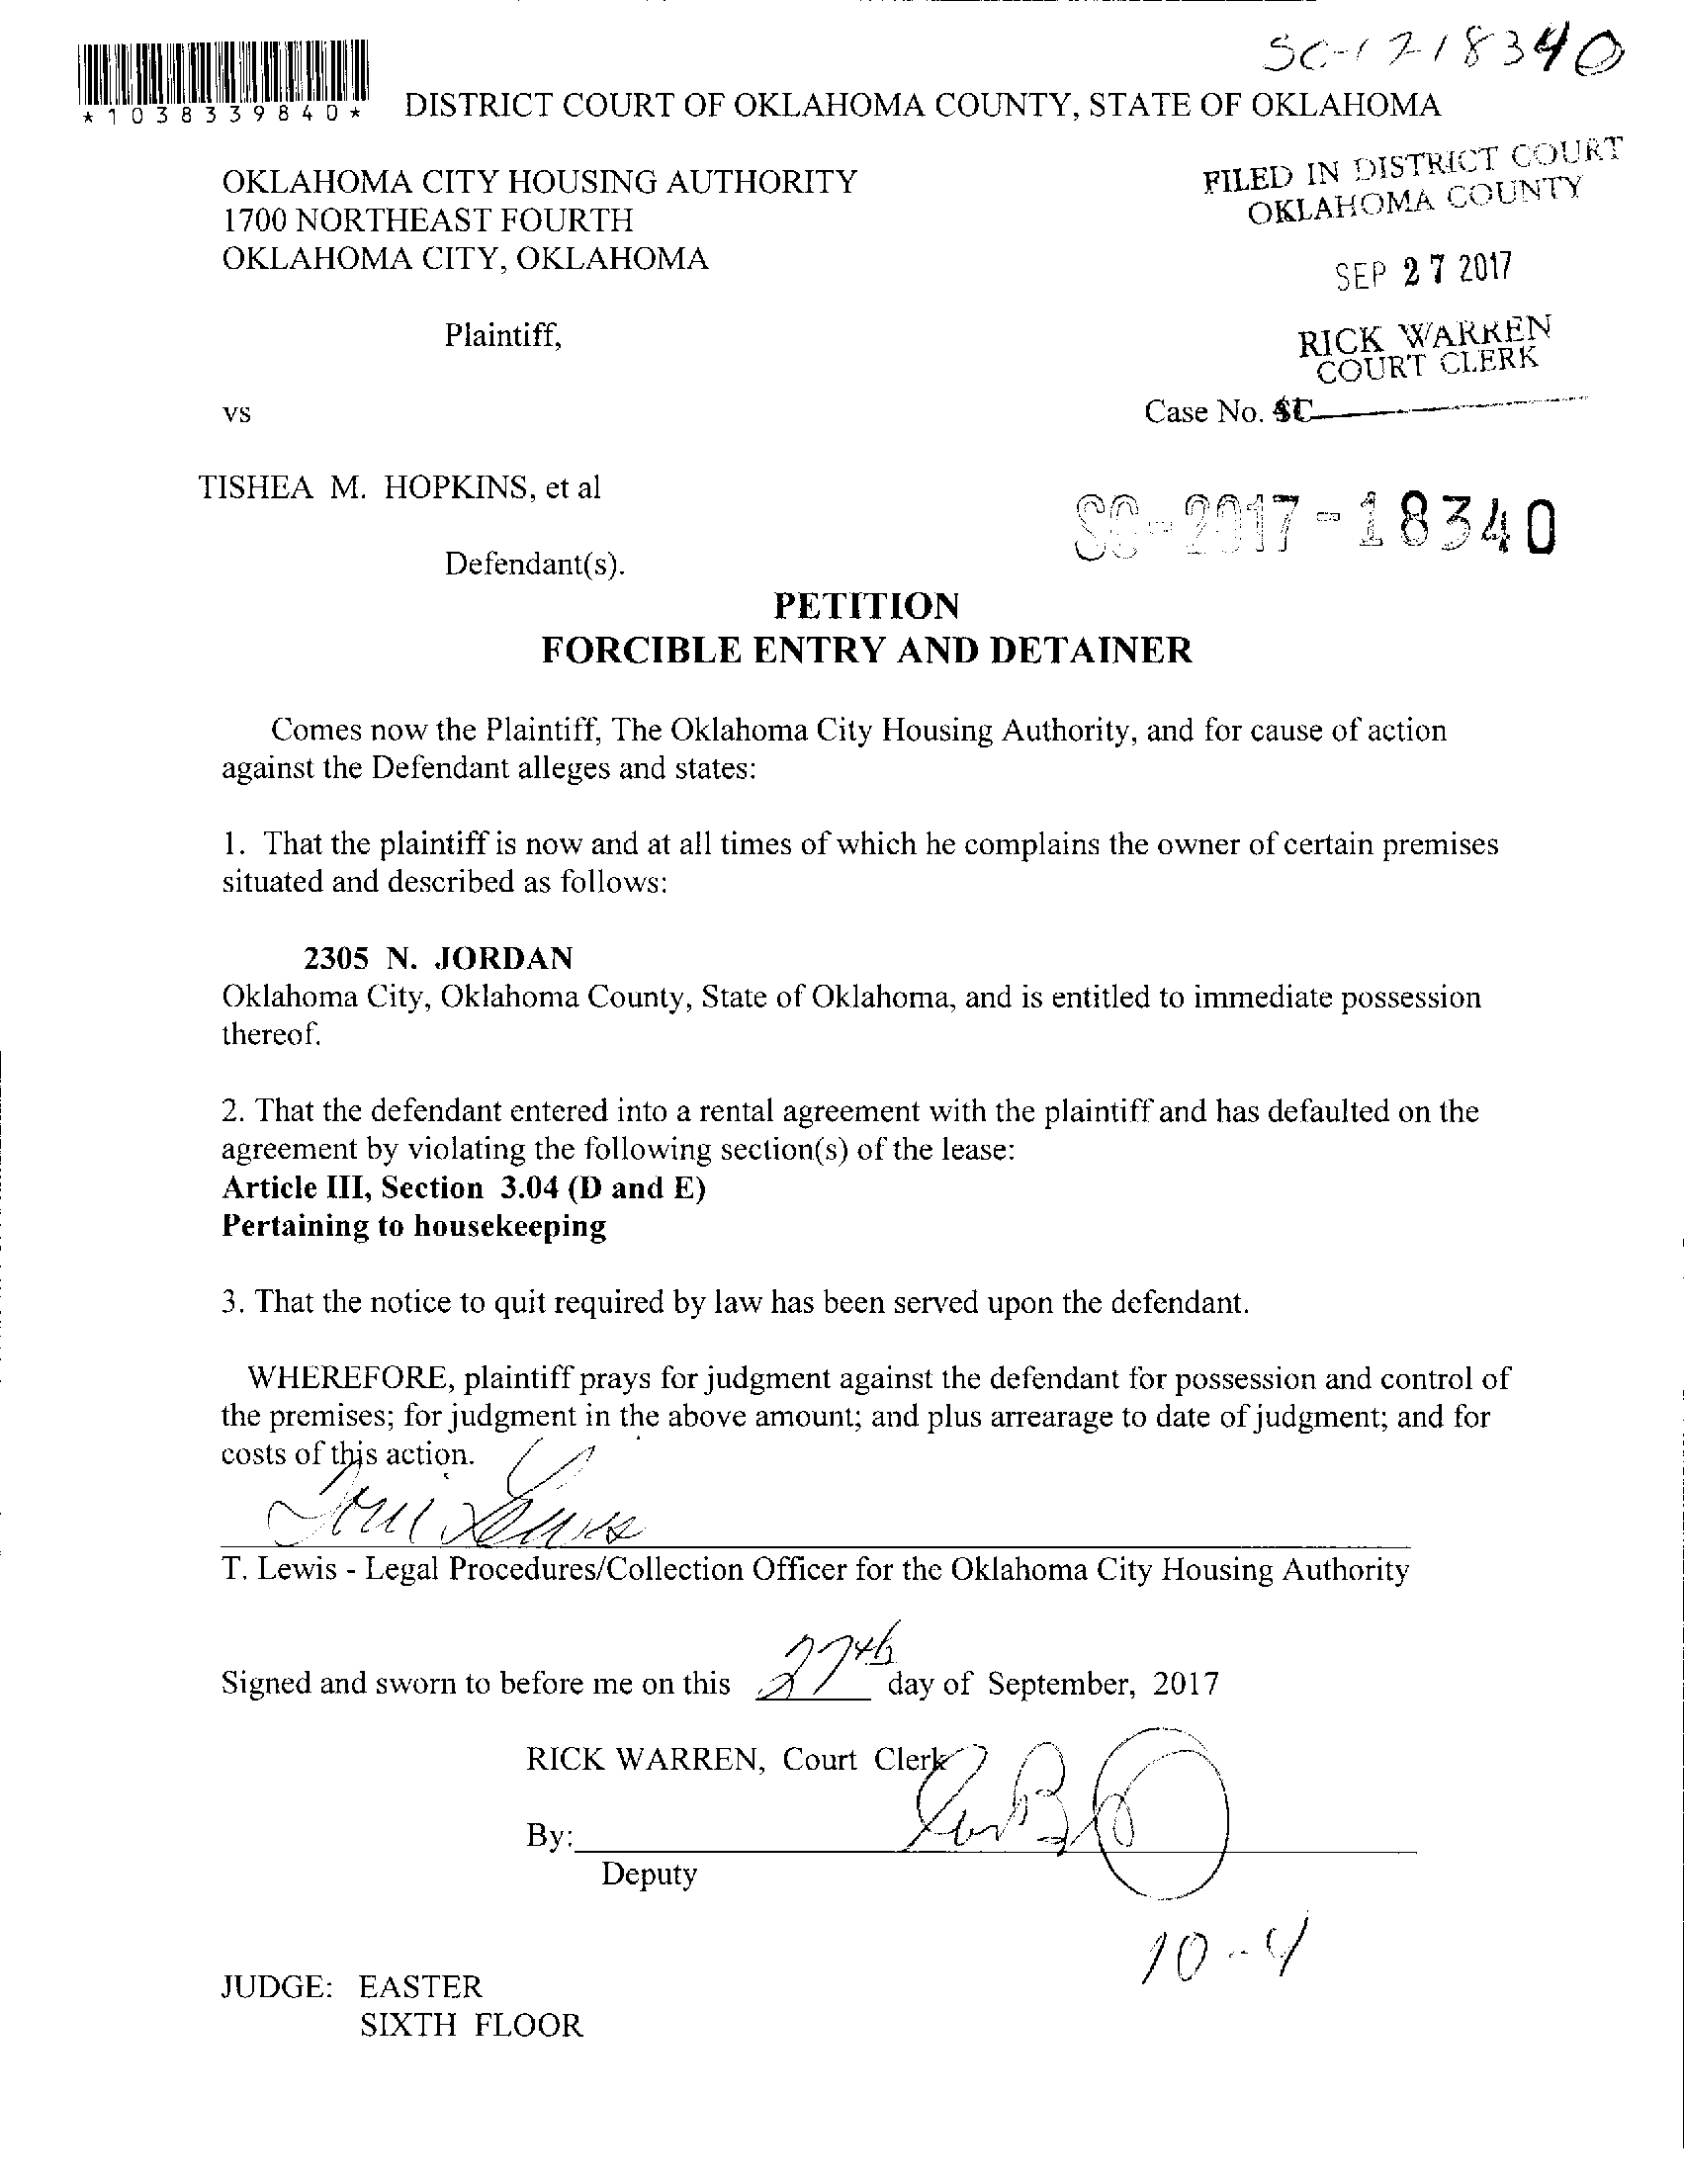 SC-1718340
*1038339840*
DISTRICT COURT OF OKLAHOMA COUNTY, STATE OF OKLAHOMA
OKLAHOMA CITY HOUSING AUTHORITY
1700 NORTHEAST FOURTH
OKLAHOMA CITY, OKLAHOMA
FILED IN DISTRICT COURT
OKLAHOMA COUNTY
SEP 27 2017
RICK WARREN
COURT CLERK
Plaintiff,
vs
Case No. SC
TISHEA M. HOPKINS, et al
SC-2017-18340
Defendant(s).
PETITION
FORCIBLE ENTRY AND DETAINER
Comes now the Plaintiff, The Oklahoma City Housing Authority, and for cause of action
against the Defendant alleges and states:
1. That the plaintiff is now and at all times of which he complains the owner of certain premises
situated and described as follows:
2305 N. JORDAN
Oklahoma City, Oklahoma County, State of Oklahoma, and is entitled to immediate possession
thereof.
2. That the defendant entered into a rental agreement with the plaintiff and has defaulted on the
agreement by violating the following section(s) of the lease:
Article III, Section 3.04 (D and E)
Pertaining to housekeeping
3. That the notice to quit required by law has been served upon the defendant.
WHEREFORE, plaintiff prays for judgment against the defendant for possession and control of
the premises; for judgment in the above amount; and plus arrearage to date of judgment; and for
costs of this action.
T. Lewis - Legal Procedures/Collection Officer for the Oklahoma City Housing Authority
Signed and sworn to before me on this 27th day of September, 2017
RICK WARREN, Court Clerk
By:
Deputy
10-4
JUDGE: EASTER
SIXTH FLOOR